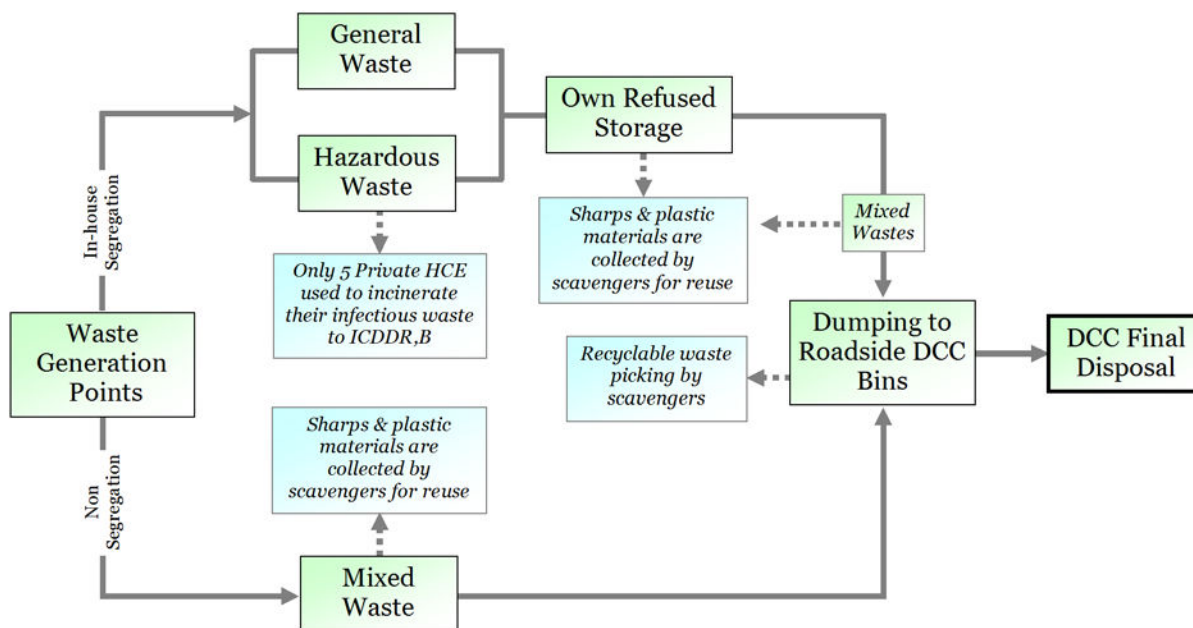 General
Waste
Own Refused
Storage
Hazardous
Waste
In-house
Segregation
Sharps & plastic
materials are
collected by
scavengers for reuse
Mixed
Wastes
Only 5 Private HCE
used to incinerate
their infectious waste
to ICDDR,B
Waste
Generation
Points
Dumping to
Roadside DCC
Bins
DCC Final
Disposal
Recyclable waste
picking by
scavengers
Sharps & plastic
materials are
collected by
scavengers for reuse
Non
Segregation
Mixed
Waste